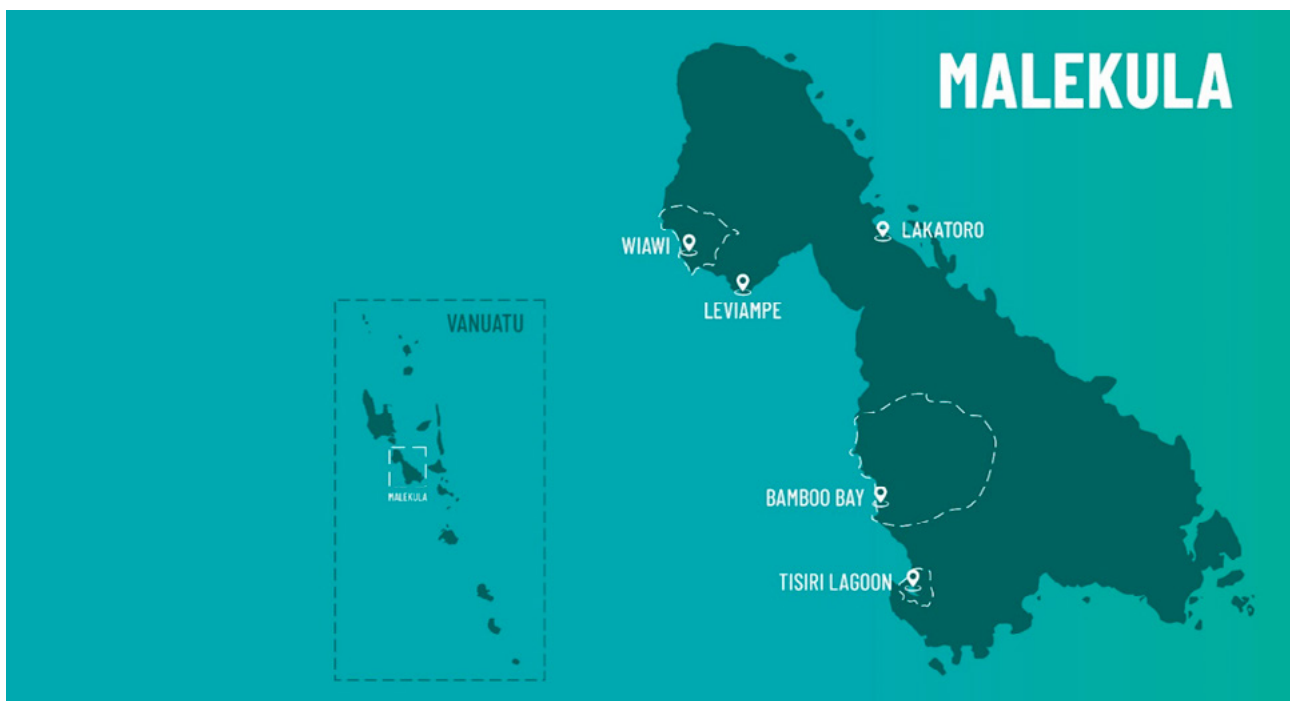 MALEKULA
WIAWI
LAKATORO
LEVIAMPE
VANUATU
MALEKULA
BAMBOO BAY
TISIRI LAGOON